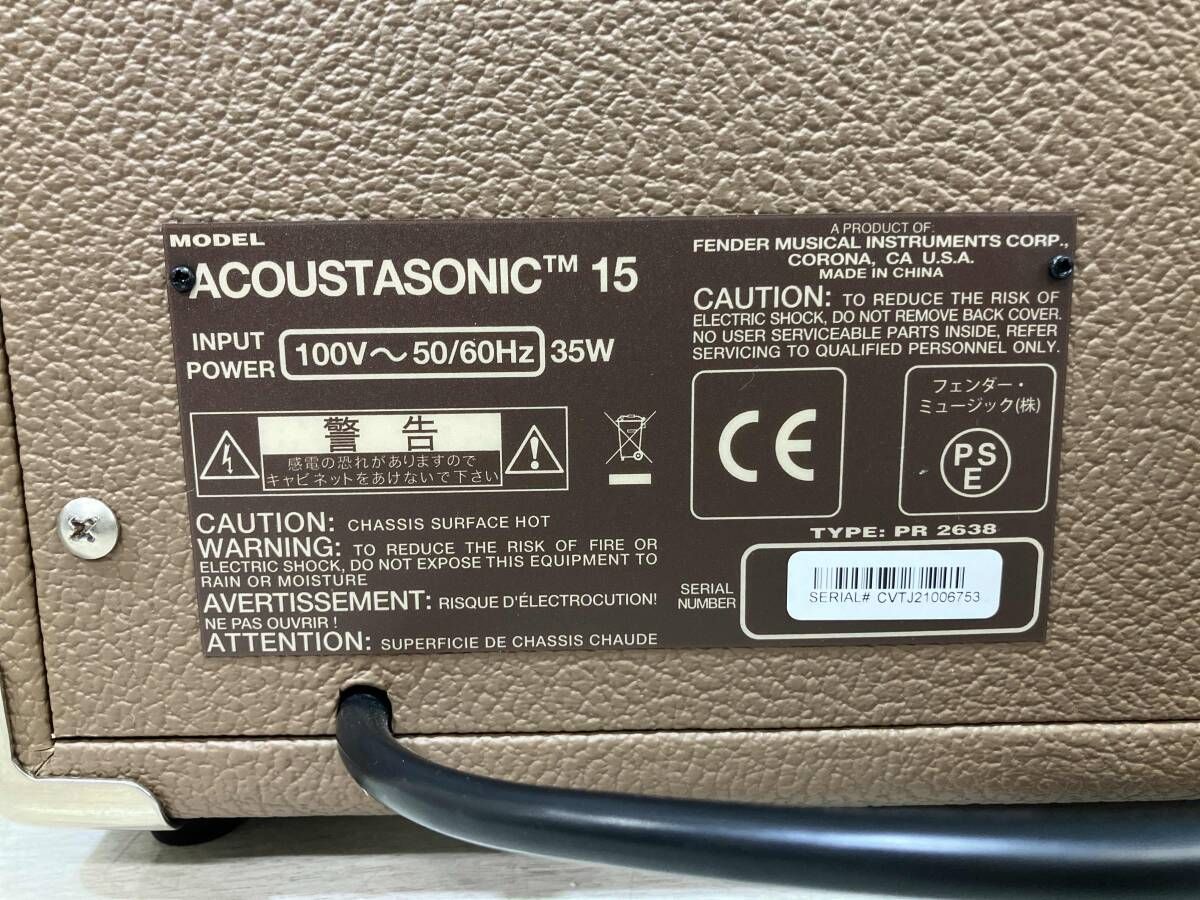 MODEL
ACOUSTASONIC™ 15
INPUT
POWER
100V～50/60Hz
35W
警告
感電の恐れがありますので
キャビネットをあけないで下さい
CAUTION: CHASSIS SURFACE HOT
WARNING: TO REDUCE THE RISK OF FIRE OR
ELECTRIC SHOCK, DO NOT EXPOSE THIS EQUIPMENT TO
RAIN OR MOISTURE
AVERTISSEMENT: RISQUE D'ÉLECTROCUTION!
NE PAS OUVRIR !
ATTENTION: SUPERFICIE DE CHASSIS CHAUDE
A PRODUCT OF:
FENDER MUSICAL INSTRUMENTS CORP.,
CORONA, CA U.S.A.
MADE IN CHINA
CAUTION: TO REDUCE THE RISK OF
ELECTRIC SHOCK, DO NOT REMOVE BACK COVER.
NO USER SERVICEABLE PARTS INSIDE, REFER
SERVICING TO QUALIFIED PERSONNEL ONLY.
CE
フェンダー・
ミュージック(株)
PS
E
TYPE: PR 2638
SERIAL
NUMBER
SERIAL# CVTJ21006753